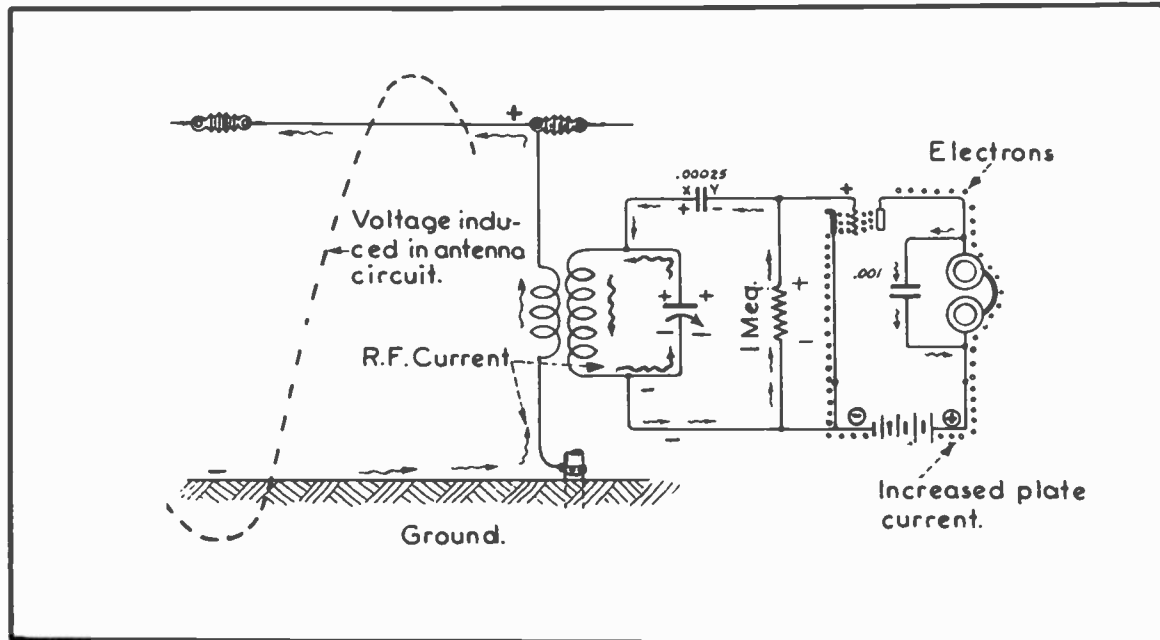 Electrons
.00025
X Y
+ -
+
+
Voltage indu-
ced in antenna
circuit.
.001
+ +
- -
1 Meg.
+
-
R.F. Current
-
-
- +
-
Increased plate
current.
Ground.